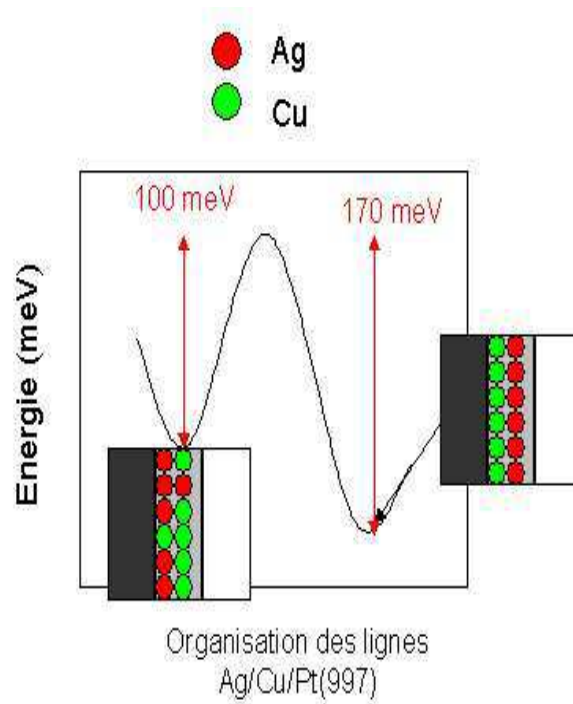 Ag
Cu
100 meV
170 meV
Energie (meV)
Organisation des lignes
Ag/Cu/Pt(997)